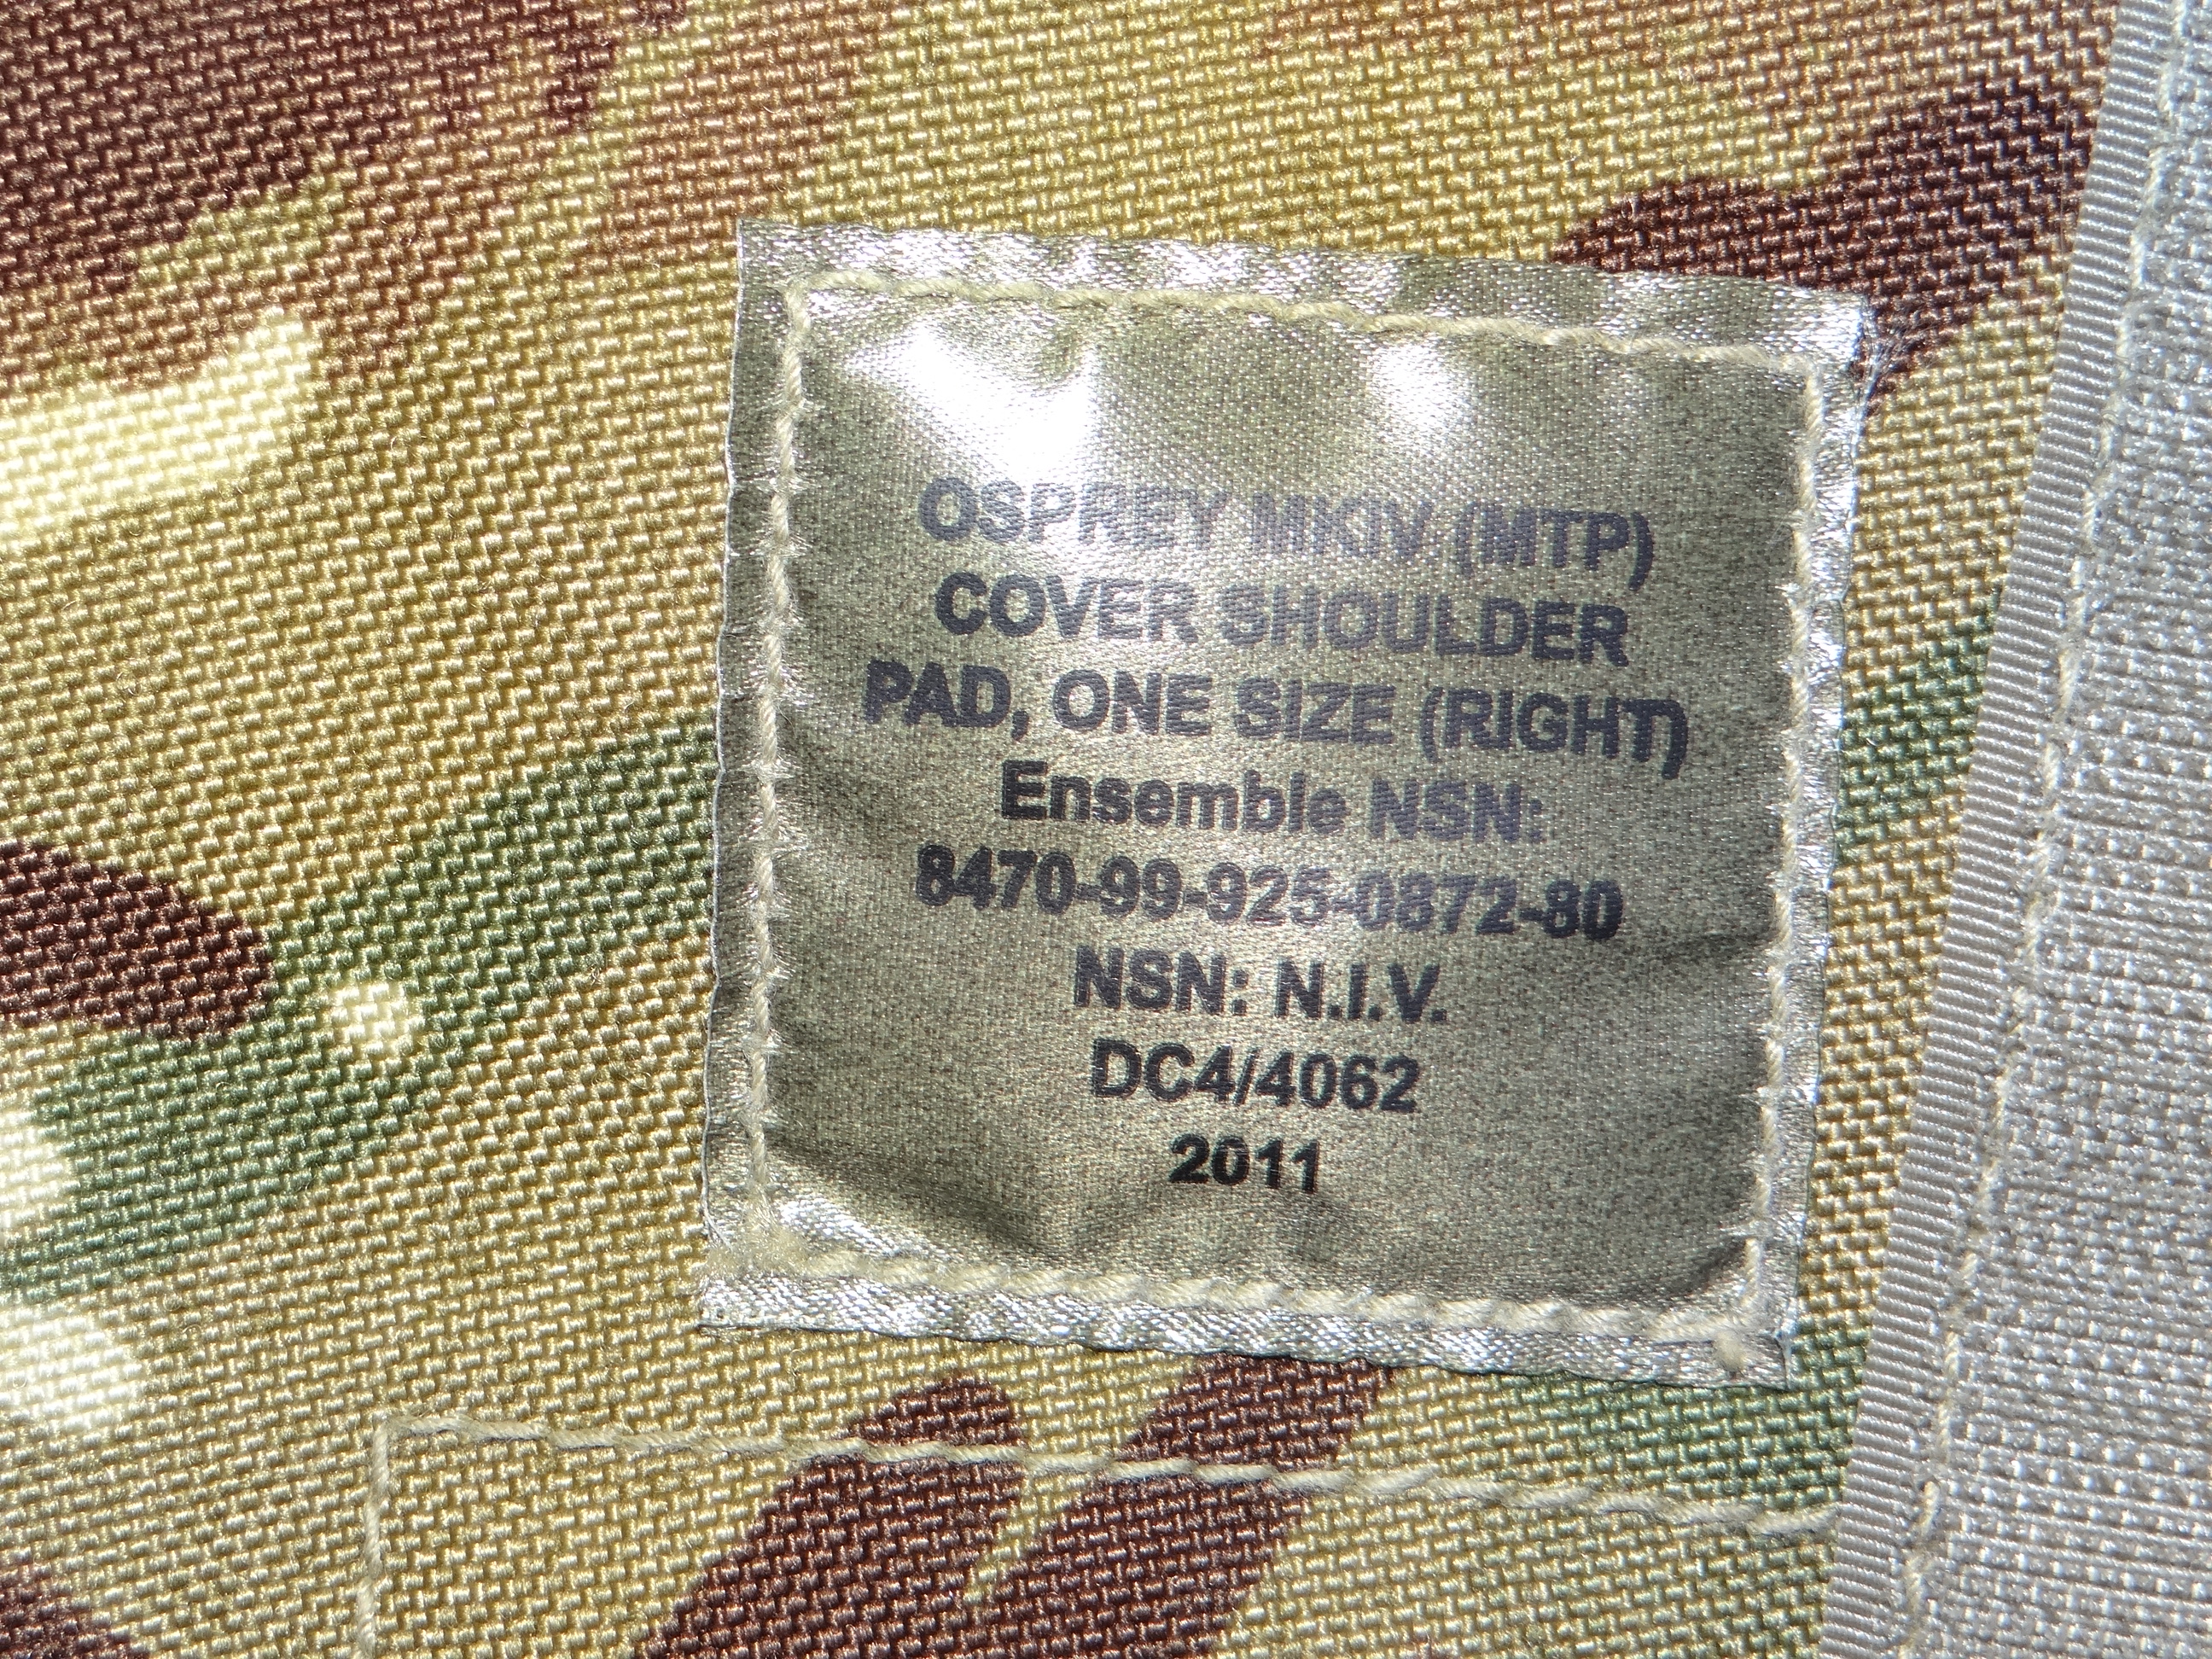 OSPREY MKIV (MTP)
COVER SHOULDER
PAD, ONE SIZE (RIGHT)
Ensemble NSN:
8470-99-925-0872-80
NSN: N.I.V.
DC4/4062
2011